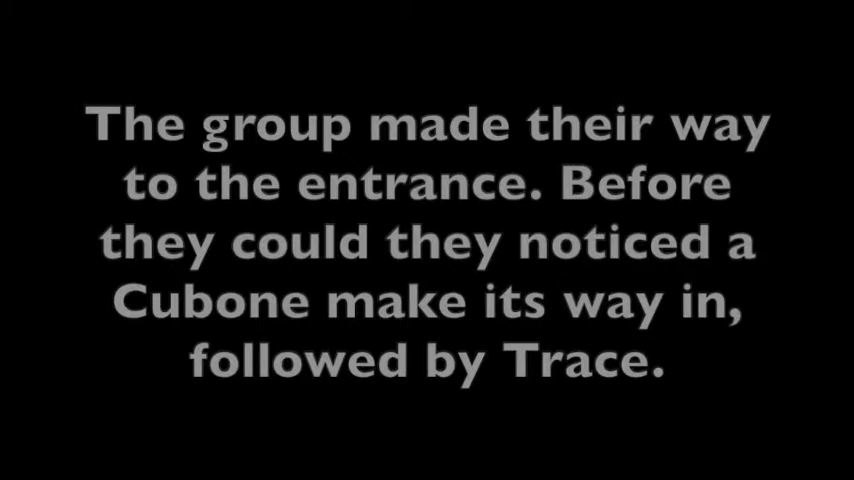 The group made their way
to the entrance. Before
they could they noticed a
Cubone make its way in,
followed by Trace.